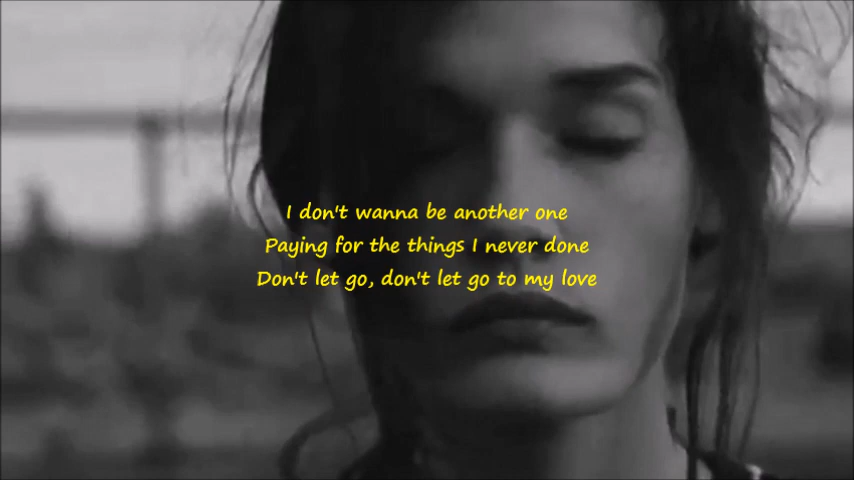 I don't wanna be another one
Paying for the things I never done
Don't let go, don't let go to my love